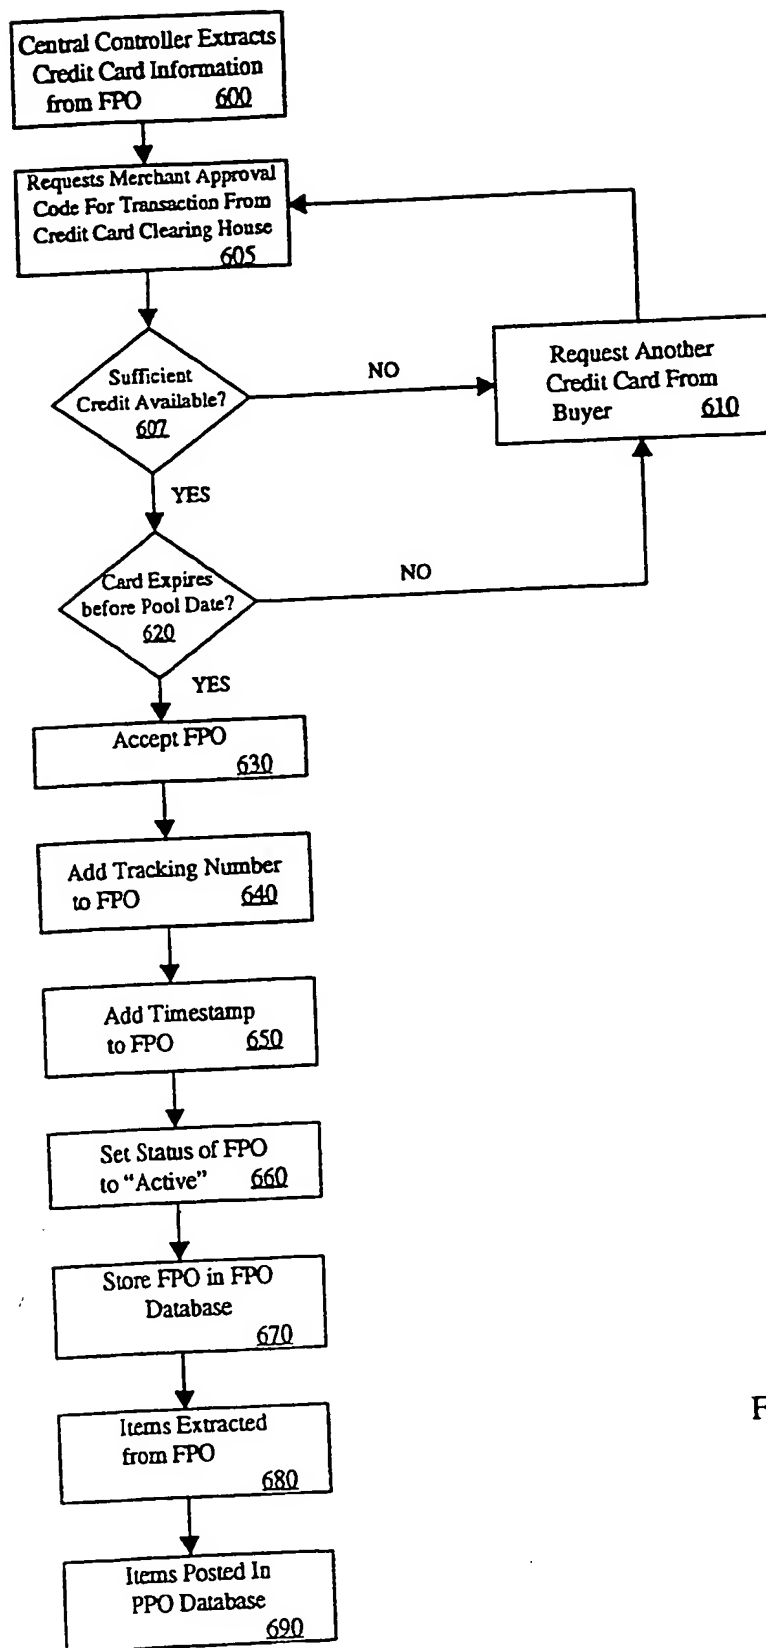 Central Controller Extracts
Credit Card Information
from FPO 600
Requests Merchant Approval
Code For Transaction From
Credit Card Clearing House
605
Sufficient
Credit Available?
607
NO
Request Another
Credit Card From
Buyer 610
YES
Card Expires
before Pool Date?
620
NO
YES
Accept FPO
630
Add Tracking Number
to FPO 640
Add Timestamp
to FPO 650
Set Status of FPO
to “Active” 660
Store FPO in FPO
Database
670
Items Extracted
from FPO
680
F
Items Posted In
PPO Database
690